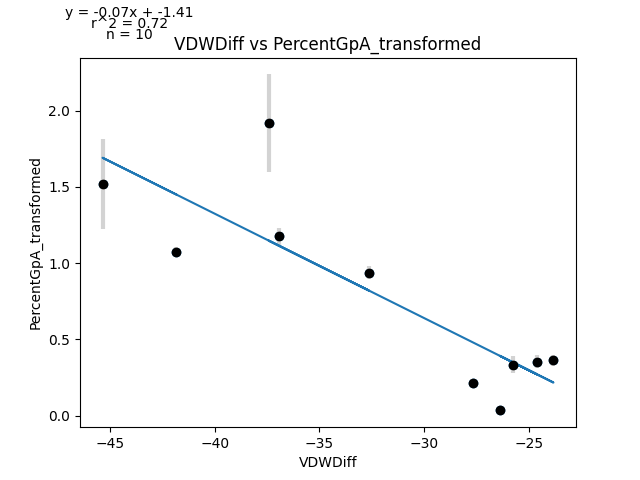 y = -0.07x + -1.41
r^2 = 0.72
n = 10
VDWDiff vs PercentGpA_transformed
PercentGpA_transformed
2.0
1.5
1.0
0.5
0.0
−45 −40 −35 −30 −25
VDWDiff